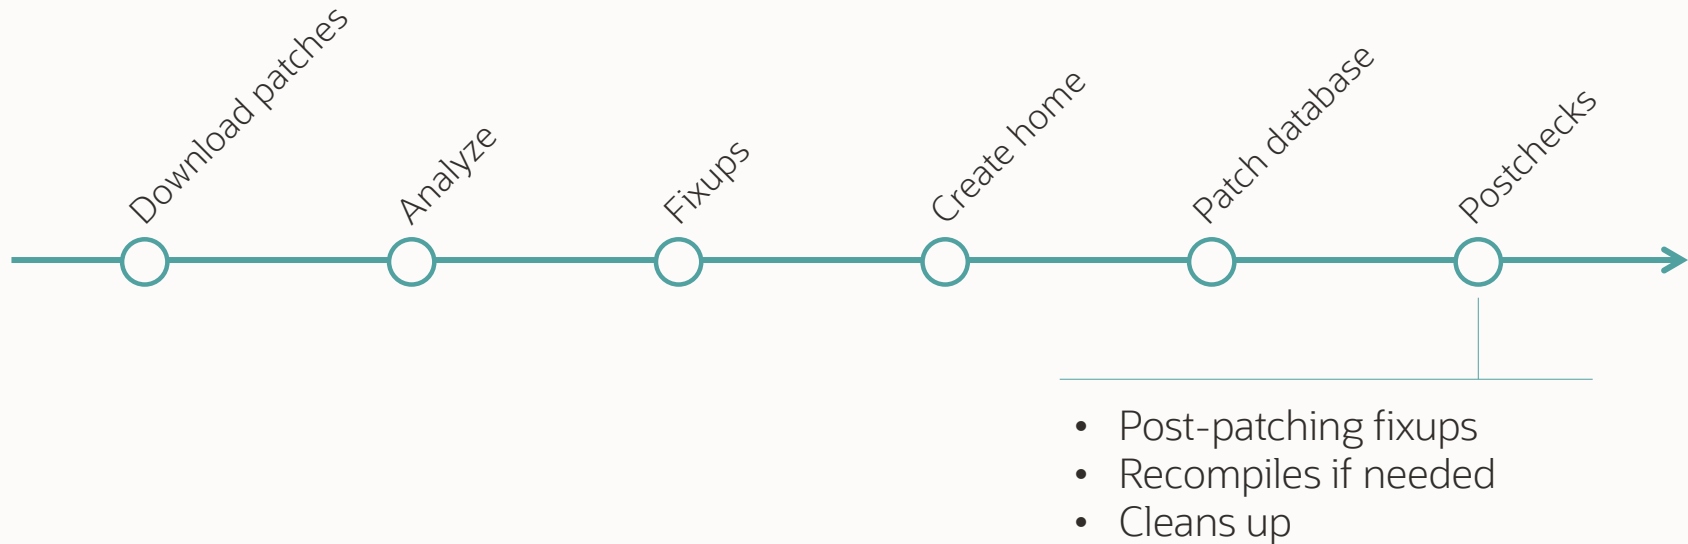 Download patches
Analyze
Fixups
Create home
Patch database
Postchecks
• Post-patching fixups
• Recompiles if needed
• Cleans up